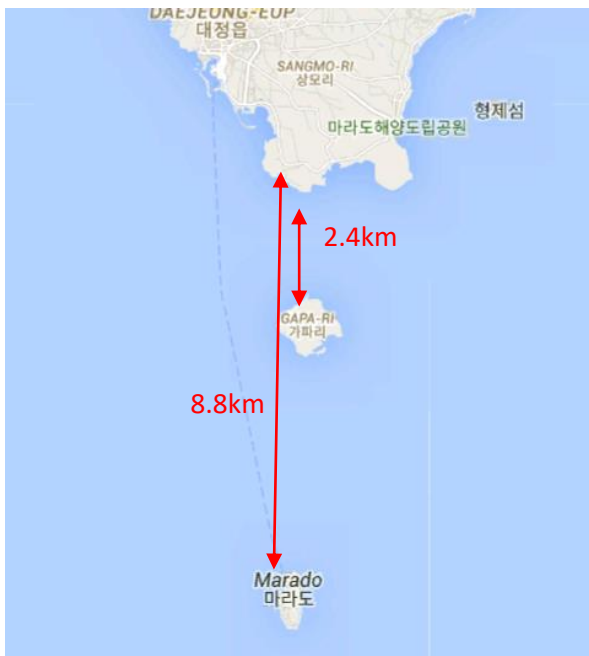 DAEJEONG-EUP
대정읍
SANGMO-RI
상모리
형제섬
마라도해양도립공원
2.4km
GAPA-RI
가파리
8.8km
Marado
마라도